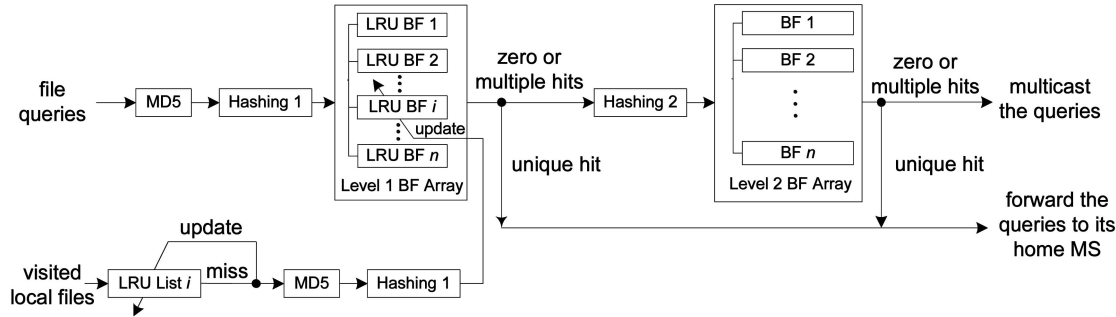 file
queries
MD5
Hashing 1
LRU BF 1
LRU BF 2
LRU BF i
update
LRU BF n
Level 1 BF Array
zero or
multiple hits
unique hit
Hashing 2
BF 1
BF 2
BF n
Level 2 BF Array
zero or
multiple hits
unique hit
multicast
the queries
forward the
queries to its
home MS
visited
local files
update
LRU List i
miss
MD5
Hashing 1